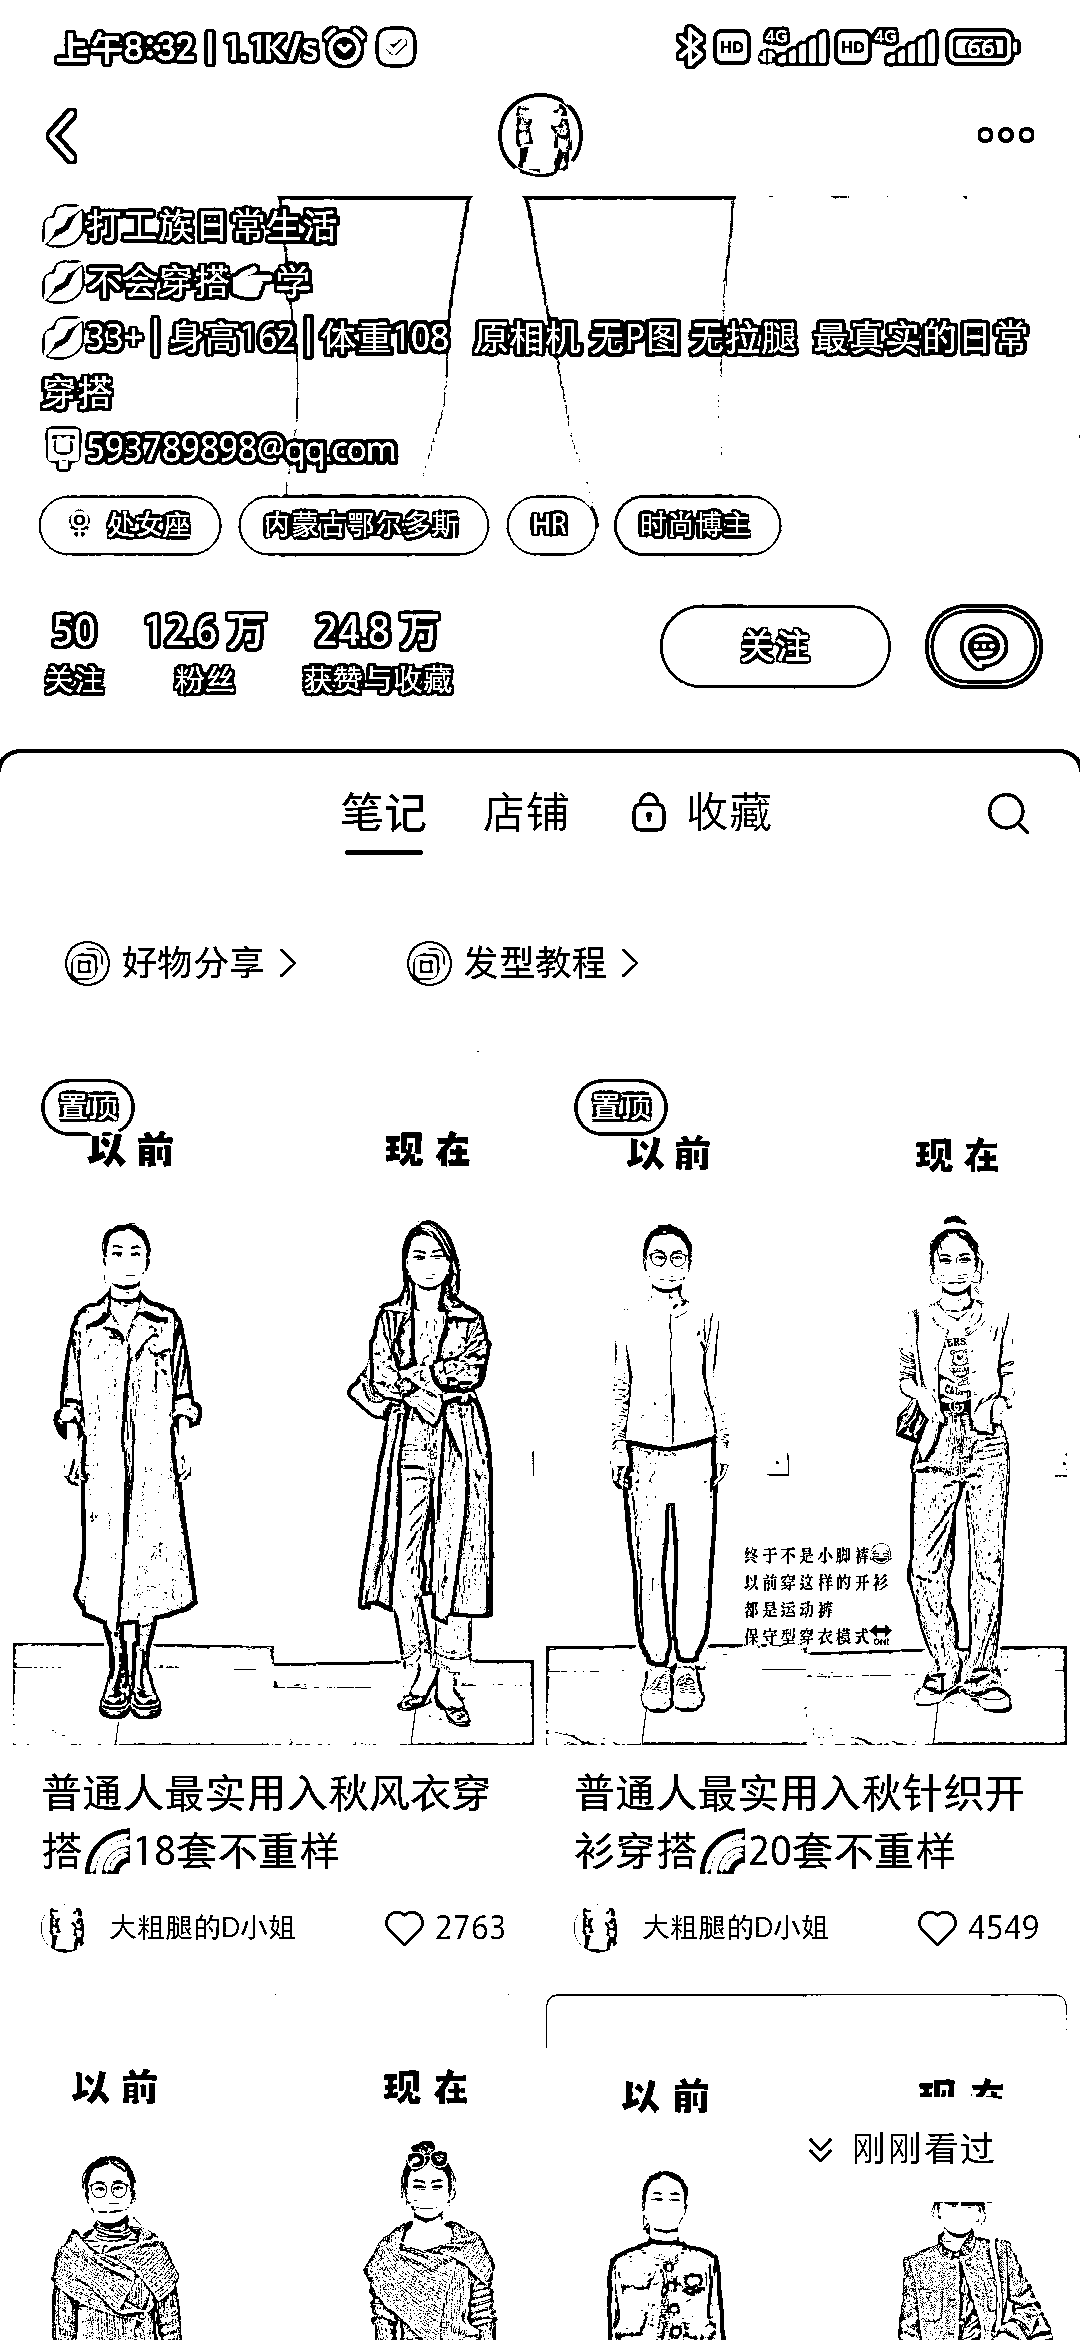 上午8:32 | 1.1K/s
HD 4G HD 4G 66
打工族日常生活
不会穿搭👉学
33+ | 身高162 | 体重108 原相机 无P图 无拉腿 最真实的日常
穿搭
593789898@qq.com
处女座 内蒙古鄂尔多斯 HR 时尚博主
50 12.6万 24.8万
关注 粉丝 获赞与收藏
关注
笔记 店铺 收藏
好物分享 发型教程
置顶
以前 现在
置顶
以前 现在
终于不是小脚裤😂
以前穿这样的开衫
都是运动裤
保守型穿衣模式
普通人最实用入秋风衣穿
搭🌈18套不重样
大粗腿的D小姐 2763
普通人最实用入秋针织开
衫穿搭🌈20套不重样
大粗腿的D小姐 4549
以前 现在
以前 现在
刚刚看过